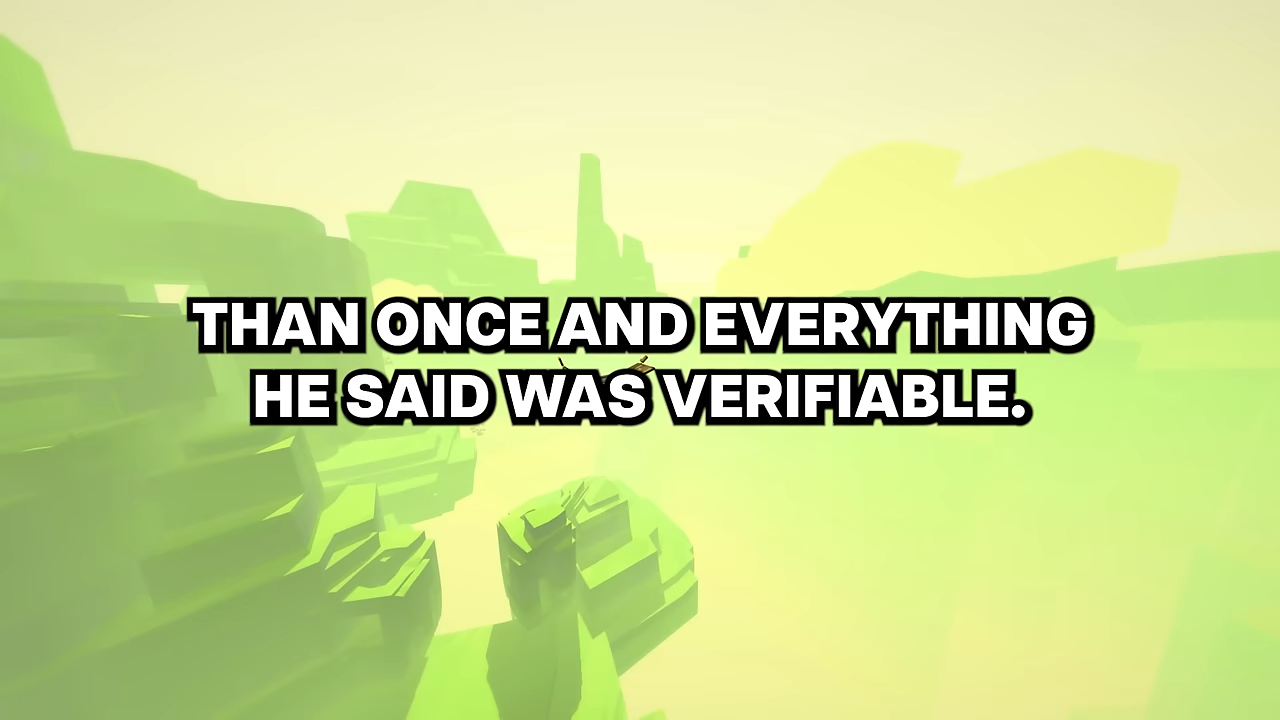 THAN ONCE AND EVERYTHING
HE SAID WAS VERIFIABLE.